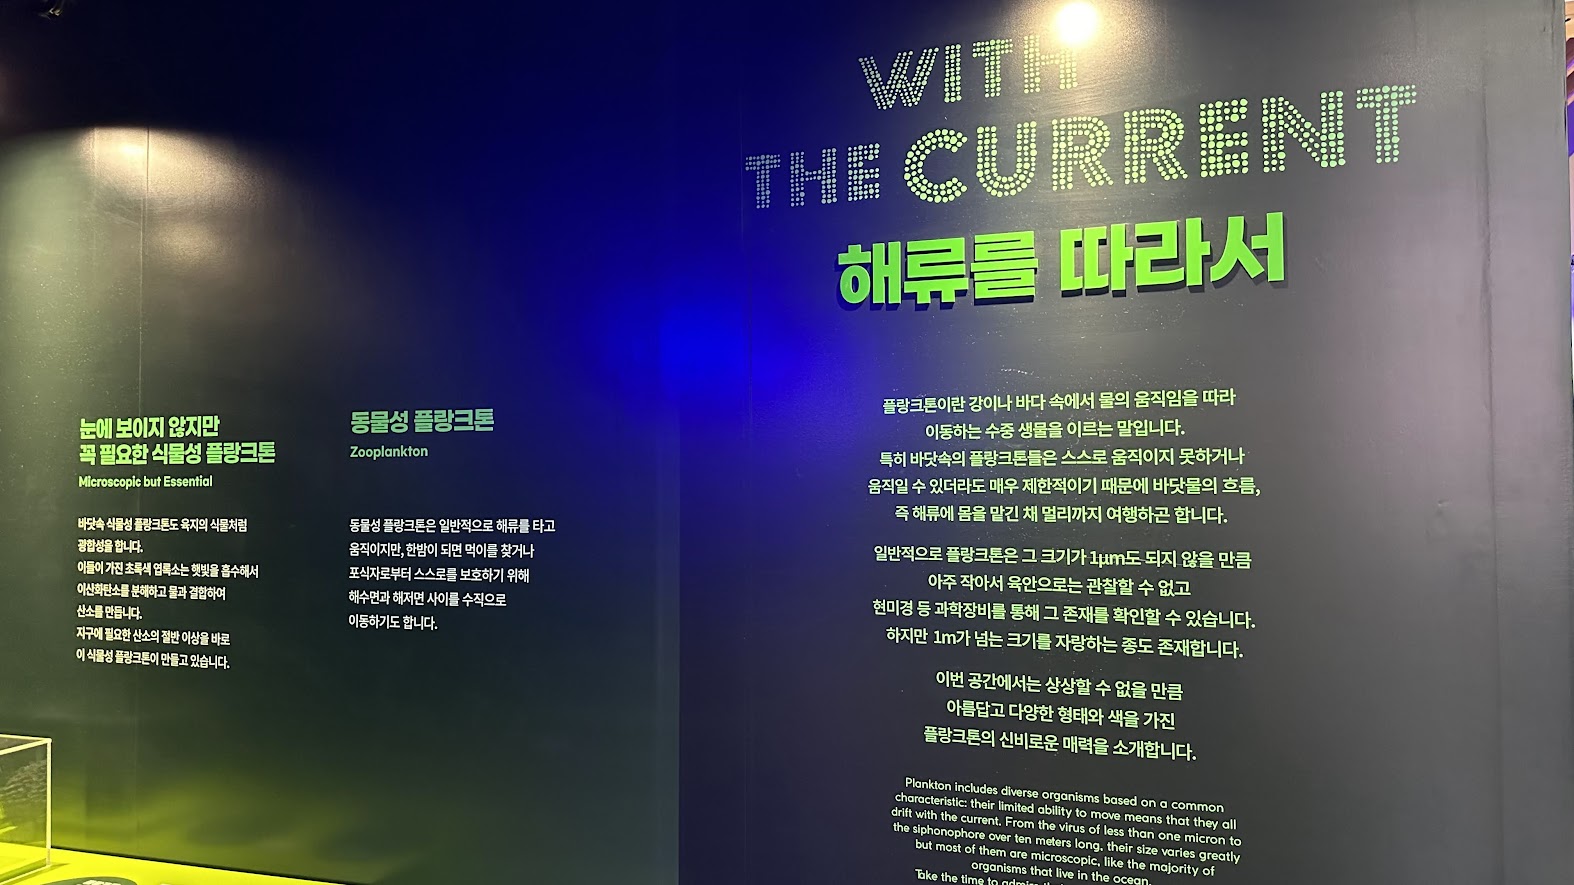 WITH
THE CURRENT
해류를 따라서
플랑크톤이란 강이나 바다 속에서 물의 움직임을 따라
이동하는 수중 생물을 이르는 말입니다.
특히 바닷속의 플랑크톤들은 스스로 움직이지 못하거나
움직일 수 있더라도 매우 제한적이기 때문에 바닷물의 흐름,
즉 해류에 몸을 맡긴 채 멀리까지 여행하곤 합니다.
일반적으로 플랑크톤은 그 크기가 1μm도 되지 않을 만큼
아주 작아서 육안으로는 관찰할 수 없고
현미경 등 과학장비를 통해 그 존재를 확인할 수 있습니다.
하지만 1m가 넘는 크기를 자랑하는 종도 존재합니다.
이번 공간에서는 상상할 수 없을 만큼
아름답고 다양한 형태와 색을 가진
플랑크톤의 신비로운 매력을 소개합니다.
Plankton includes diverse organisms based on a common
characteristic: their limited ability to move means that they all
drift with the current. From the virus of less than one micron to
the siphonophore over ten meters long, their size varies greatly
but most of them are microscopic, like the majority of
organisms that live in the ocean.
Take the time to
눈에 보이지 않지만
꼭 필요한 식물성 플랑크톤
Microscopic but Essential
바닷속 식물성 플랑크톤도 육지의 식물처럼
광합성을 합니다.
이들이 가진 초록색 엽록소는 햇빛을 흡수해서
이산화탄소를 분해하고 물과 결합하여
산소를 만듭니다.
지구에 필요한 산소의 절반 이상을 바로
이 식물성 플랑크톤이 만들고 있습니다.
동물성 플랑크톤
Zooplankton
동물성 플랑크톤은 일반적으로 해류를 타고
움직이지만, 한밤이 되면 먹이를 찾거나
포식자로부터 스스로를 보호하기 위해
해수면과 해저면 사이를 수직으로
이동하기도 합니다.